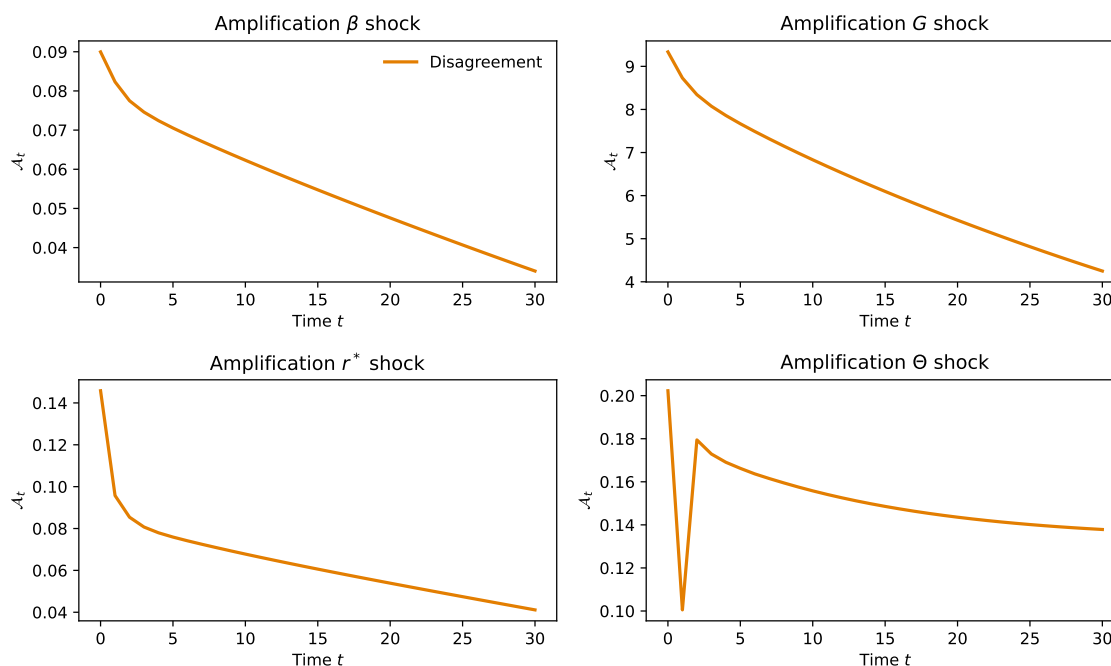 Amplification β shock
0.09
0.08
0.07
0.06
0.05
0.04
𝒜ₜ
Disagreement
0 5 10 15 20 25 30
Time t
Amplification G shock
9
8
7
6
5
4
𝒜ₜ
0 5 10 15 20 25 30
Time t
Amplification r* shock
0.14
0.12
0.10
0.08
0.06
0.04
𝒜ₜ
0 5 10 15 20 25 30
Time t
Amplification Θ shock
0.20
0.18
0.16
0.14
0.12
0.10
𝒜ₜ
0 5 10 15 20 25 30
Time t